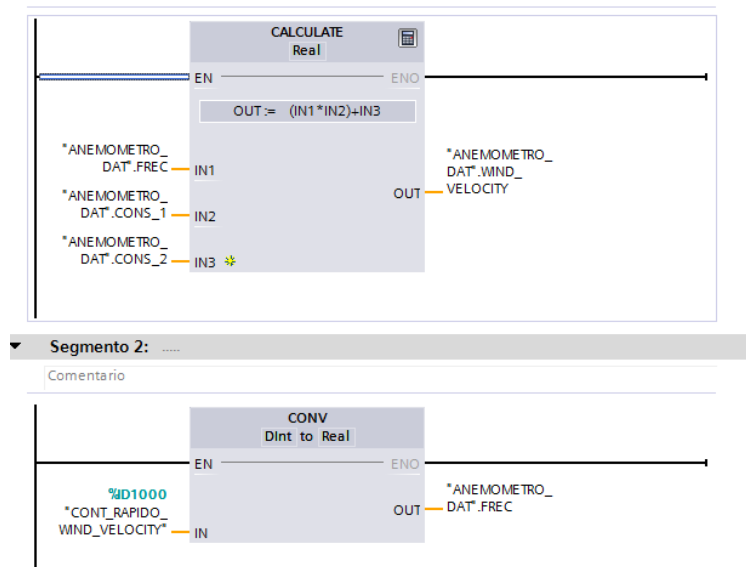 CALCULATE
Real
EN
ENO
OUT := (IN1*IN2)+IN3
"ANEMOMETRO_
DAT".FREC
IN1
"ANEMOMETRO_
DAT".CONS_1
IN2
"ANEMOMETRO_
DAT".CONS_2
IN3
OUT
"ANEMOMETRO_
DAT".WIND_
VELOCITY
Segmento 2: .....
Comentario
CONV
DInt to Real
EN
ENO
%ID1000
"CONT_RAPIDO_
WIND_VELOCITY"
IN
OUT
"ANEMOMETRO_
DAT".FREC